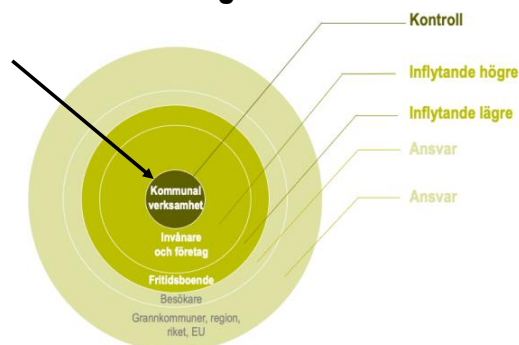 Kontroll
Inflytande högre
Inflytande lägre
Ansvar
Ansvar
Kommunal
verksamhet
Invånare
och företag
Fritidsboende
Besökare
Grannkommuner, region,
riket, EU